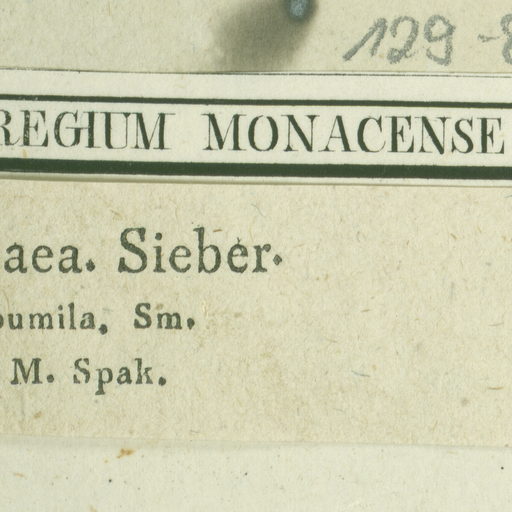 129-8
REGIUM MONACENSE
aea. Sieber.
pumila, Sm.
M. Spak.